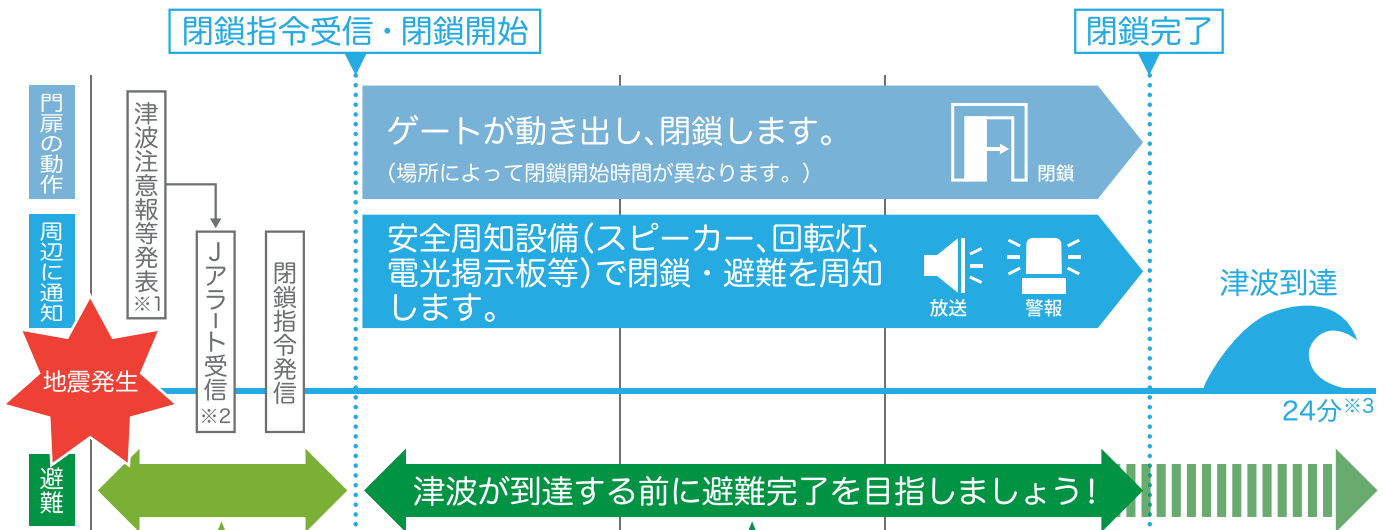 閉鎖指令受信・閉鎖開始
閉鎖完了
門扉の動作
津波注意報等発表※1
ゲートが動き出し、閉鎖します。
（場所によって閉鎖開始時間が異なります。）
閉鎖
周辺に通知
Jアラート受信※2
閉鎖指令発信
安全周知設備（スピーカー、回転灯、
電光掲示板等）で閉鎖・避難を周知
します。
放送
警報
津波到達
地震発生
24分※3
避難
津波が到達する前に避難完了を目指しましょう！